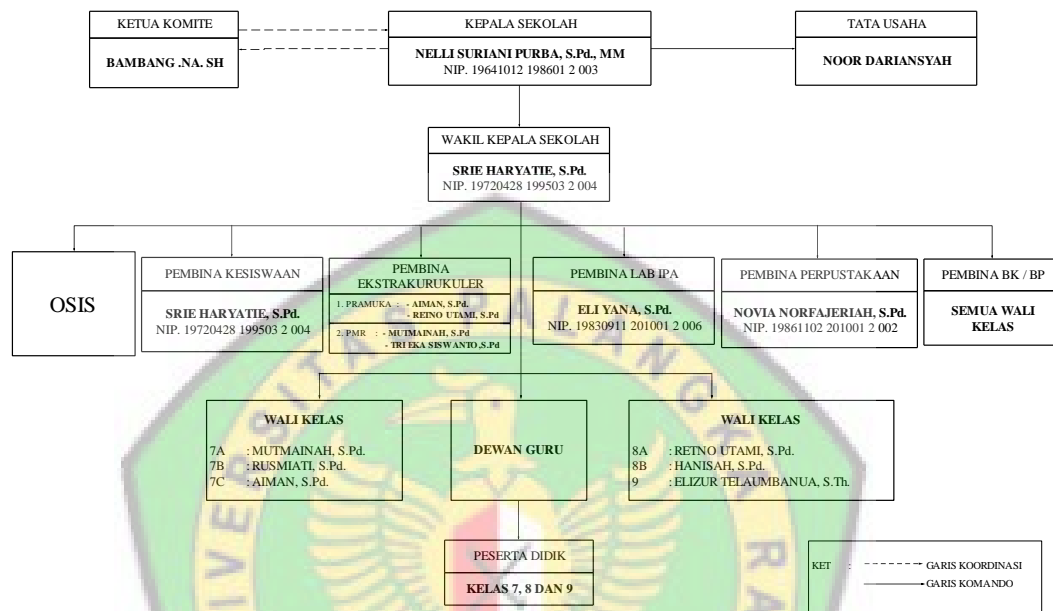 KETUA KOMITE
BAMBANG .NA. SH
KEPALA SEKOLAH
NELLI SURIANI PURBA, S.Pd., MM
NIP. 19641012 198601 2 003
TATA USAHA
NOOR DARIANSYAH
WAKIL KEPALA SEKOLAH
SRIE HARYATIE, S.Pd.
NIP. 19720428 199503 2 004
OSIS
PEMBINA KESISWAAN
SRIE HARYATIE, S.Pd.
NIP. 19720428 199503 2 004
PEMBINA
EKSTRAKURUKULER
1. PRAMUKA : - AIMAN, S.Pd.
- REINO UTAMI, S.Pd
2. PMR : - MUTMAINAH, S.Pd
- TRI EKA SISWANTO,S.Pd
PEMBINA LAB IPA
ELI YANA, S.Pd.
NIP. 19830911 201001 2 006
PEMBINA PERPUSTAKAAN
NOVIA NORFAJERIAH, S.Pd.
NIP. 19861102 201001 2 002
PEMBINA BK / BP
SEMUA WALI
KELAS
WALI KELAS
7A : MUTMAINAH, S.Pd.
7B : RUSMIATI, S.Pd.
7C : AIMAN, S.Pd.
DEWAN GURU
WALI KELAS
8A : RETNO UTAMI, S.Pd.
8B : HANISAH, S.Pd.
9 : ELIZUR TELAUMBANUA, S.Th.
PESERTA DIDIK
KELAS 7, 8 DAN 9
KET : GARIS KOORDINASI
GARIS KOMANDO
IVERSITAS PALANGKA RA